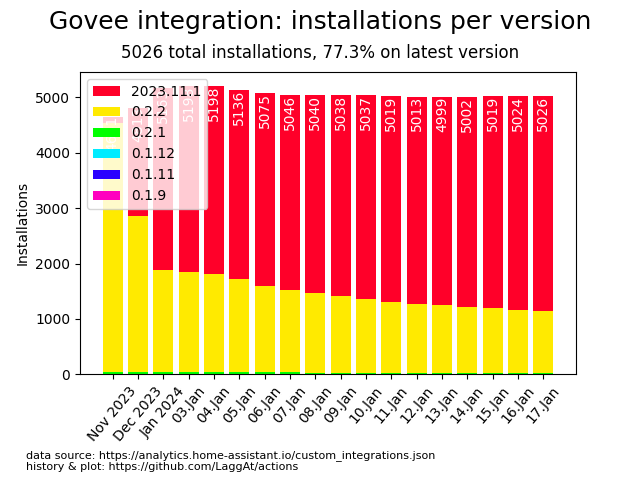 Govee integration: installations per version
5026 total installations, 77.3% on latest version
Installations
5000
4000
3000
2000
1000
0
2023.11.1
0.2.2
0.2.1
0.1.12
0.1.11
0.1.9
5198
5136
5075
5046
5040
5038
5037
5019
5013
4999
5002
5019
5024
5026
Nov 2023
Dec 2023
Jan 2024
03.Jan
04.Jan
05.Jan
06.Jan
07.Jan
08.Jan
09.Jan
10.Jan
11.Jan
12.Jan
13.Jan
14.Jan
15.Jan
16.Jan
17.Jan
data source: https://analytics.home-assistant.io/custom_integrations.json
history & plot: https://github.com/LaggAt/actions